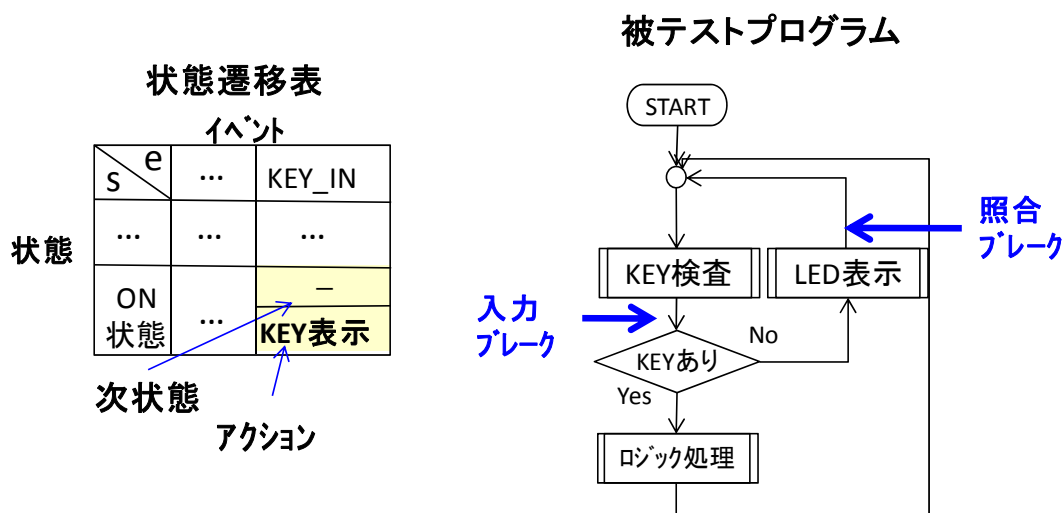 被テストプログラム
状態遷移表
イベント
s e ... KEY_IN
... ... ...
状態
ON
状態
...
－
KEY表示
次状態
アクション
START
照合
ブレーク
KEY検査
LED表示
入力
ブレーク
KEYあり
No
Yes
ロジック処理